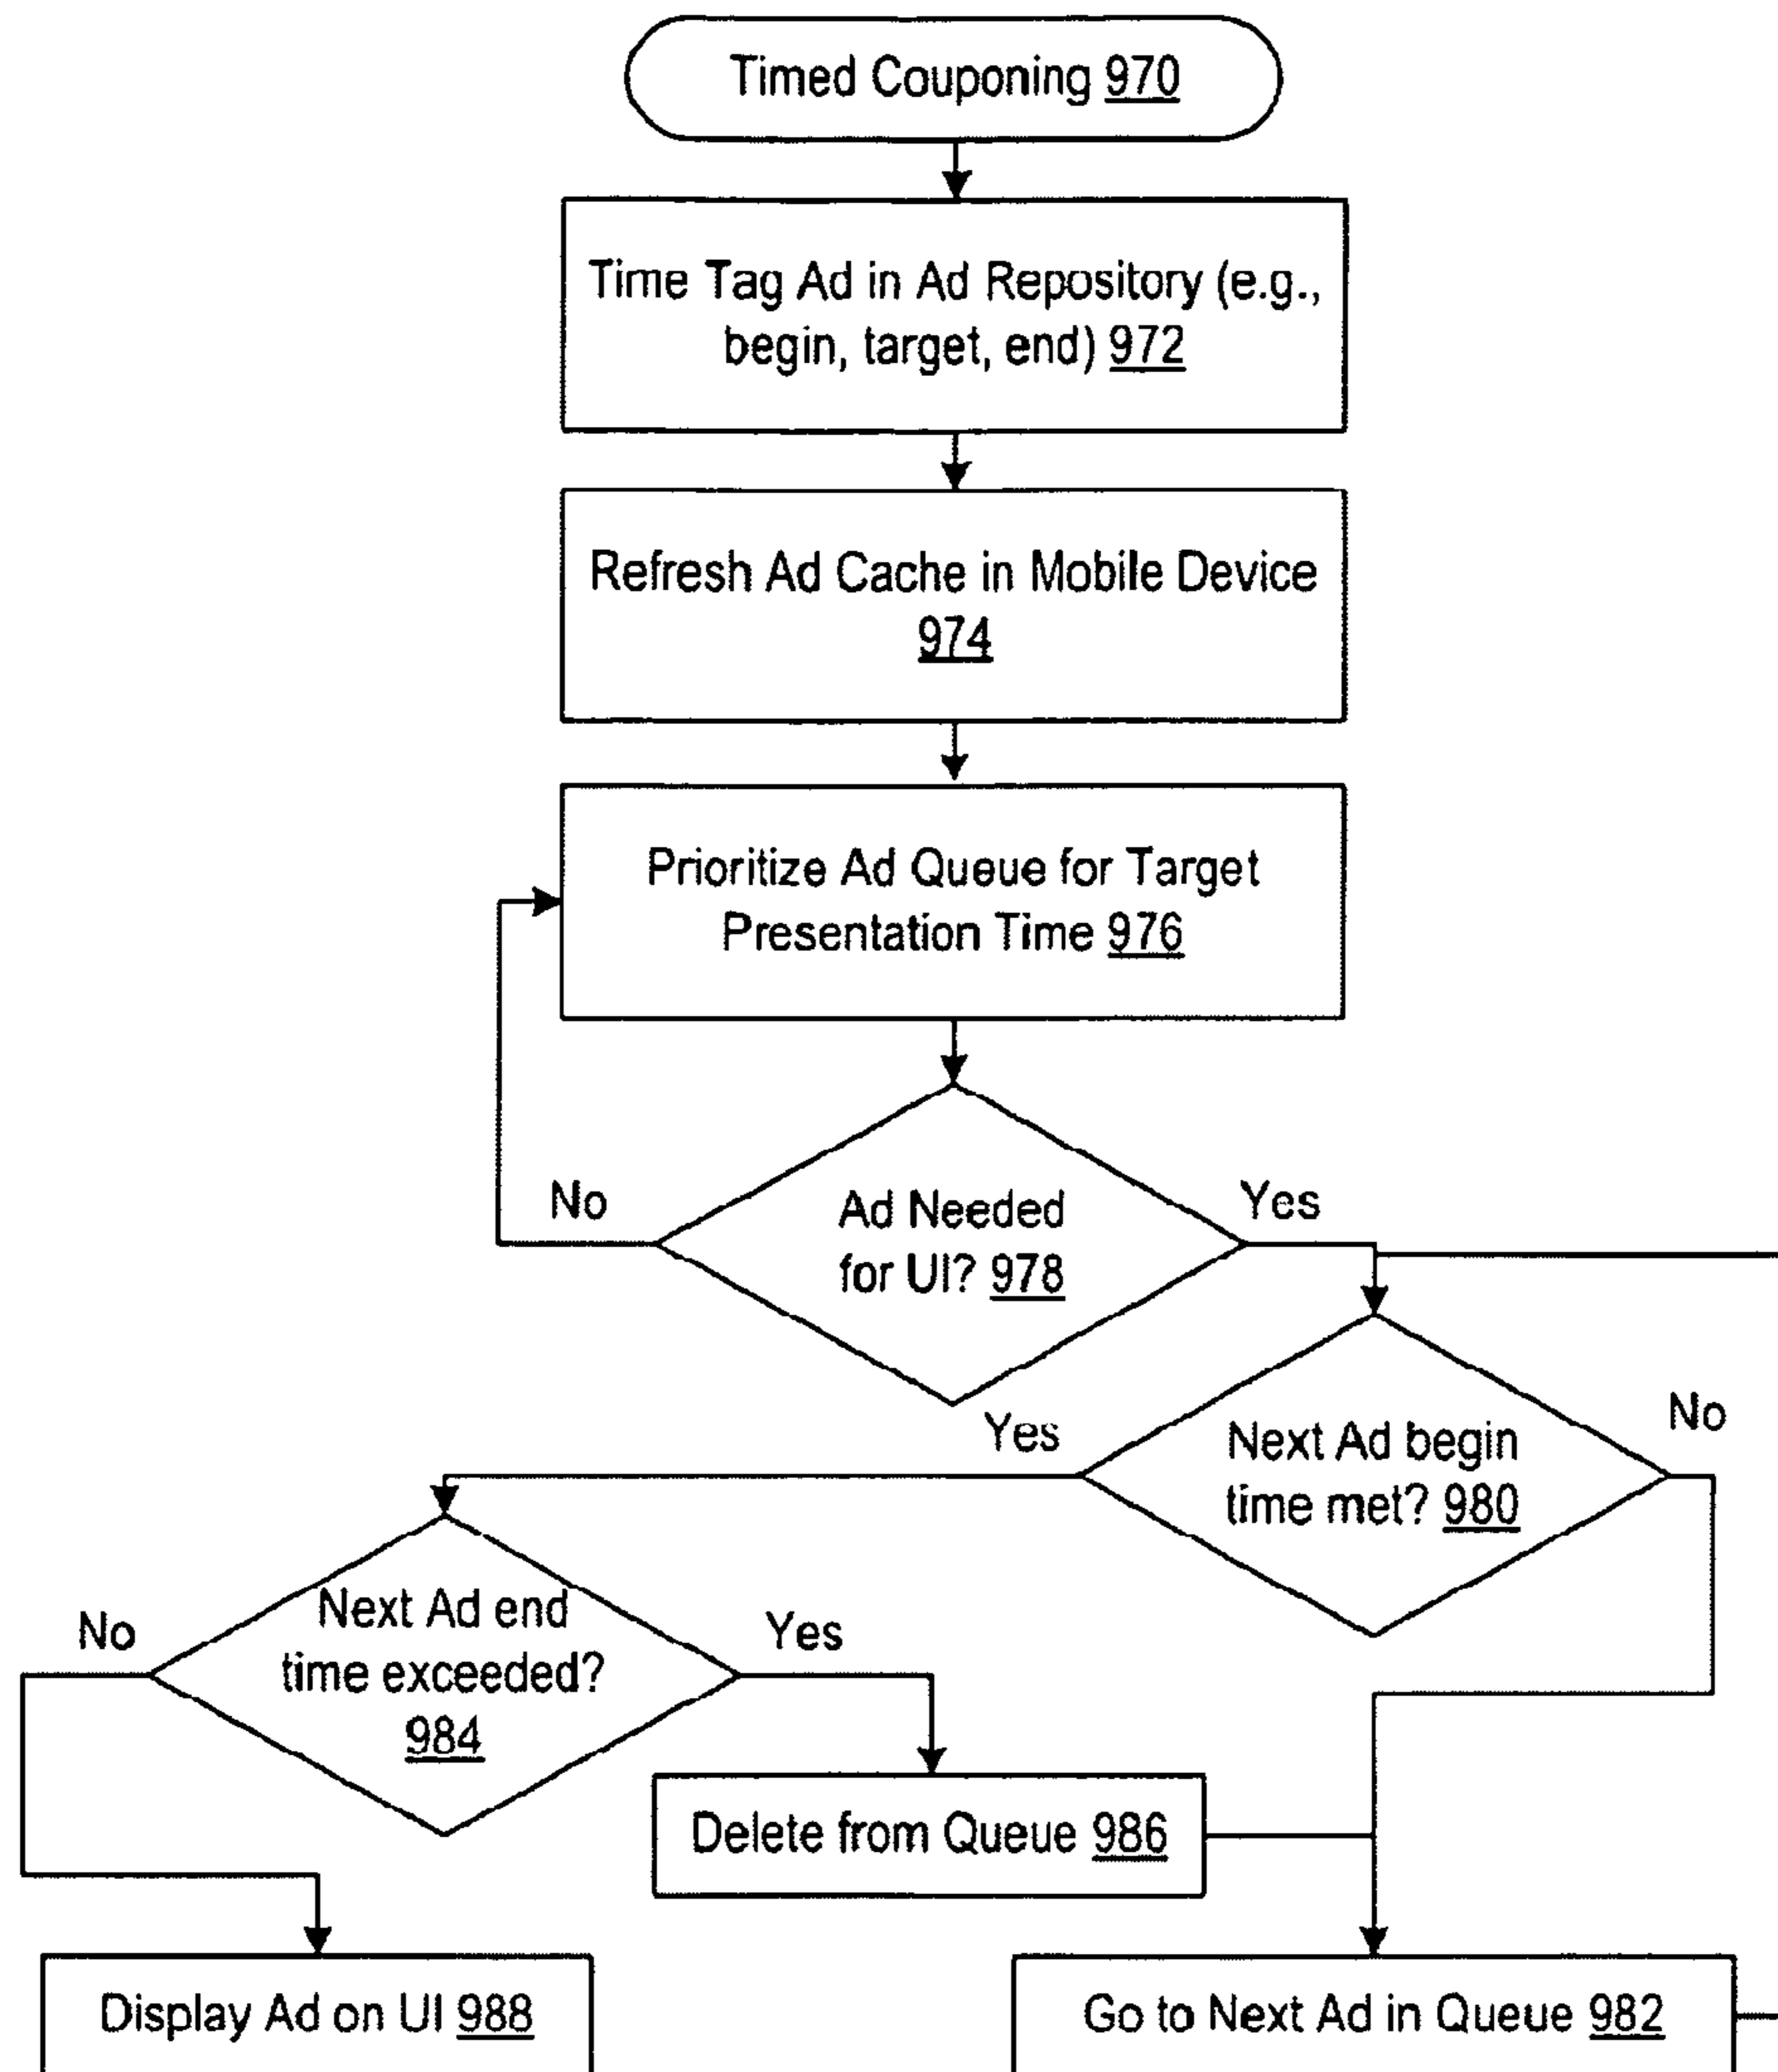 Timed Couponing 970
Time Tag Ad in Ad Repository (e.g.,
begin, target, end) 972
Refresh Ad Cache in Mobile Device
974
Prioritize Ad Queue for Target
Presentation Time 976
No
Ad Needed
for UI? 978
Yes
Yes
Next Ad begin
time met? 980
No
No
Next Ad end
time exceeded?
984
Yes
Delete from Queue 986
Display Ad on UI 988
Go to Next Ad in Queue 982